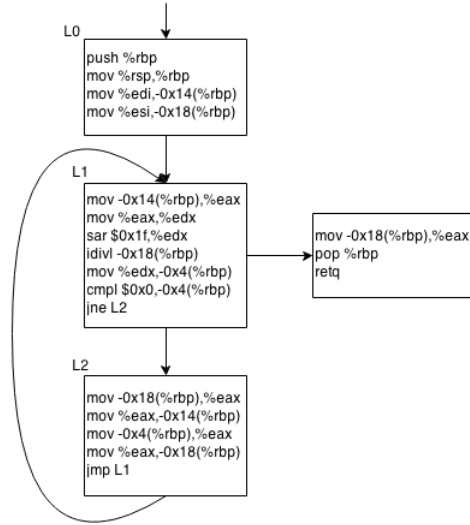 L0
push %rbp
mov %rsp,%rbp
mov %edi,-0x14(%rbp)
mov %esi,-0x18(%rbp)
L1
mov -0x14(%rbp),%eax
mov %eax,%edx
sar $0x1f,%edx
idivl -0x18(%rbp)
mov %edx,-0x4(%rbp)
cmpl $0x0,-0x4(%rbp)
jne L2
mov -0x18(%rbp),%eax
pop %rbp
retq
L2
mov -0x18(%rbp),%eax
mov %eax,-0x14(%rbp)
mov -0x4(%rbp),%eax
mov %eax,-0x18(%rbp)
jmp L1